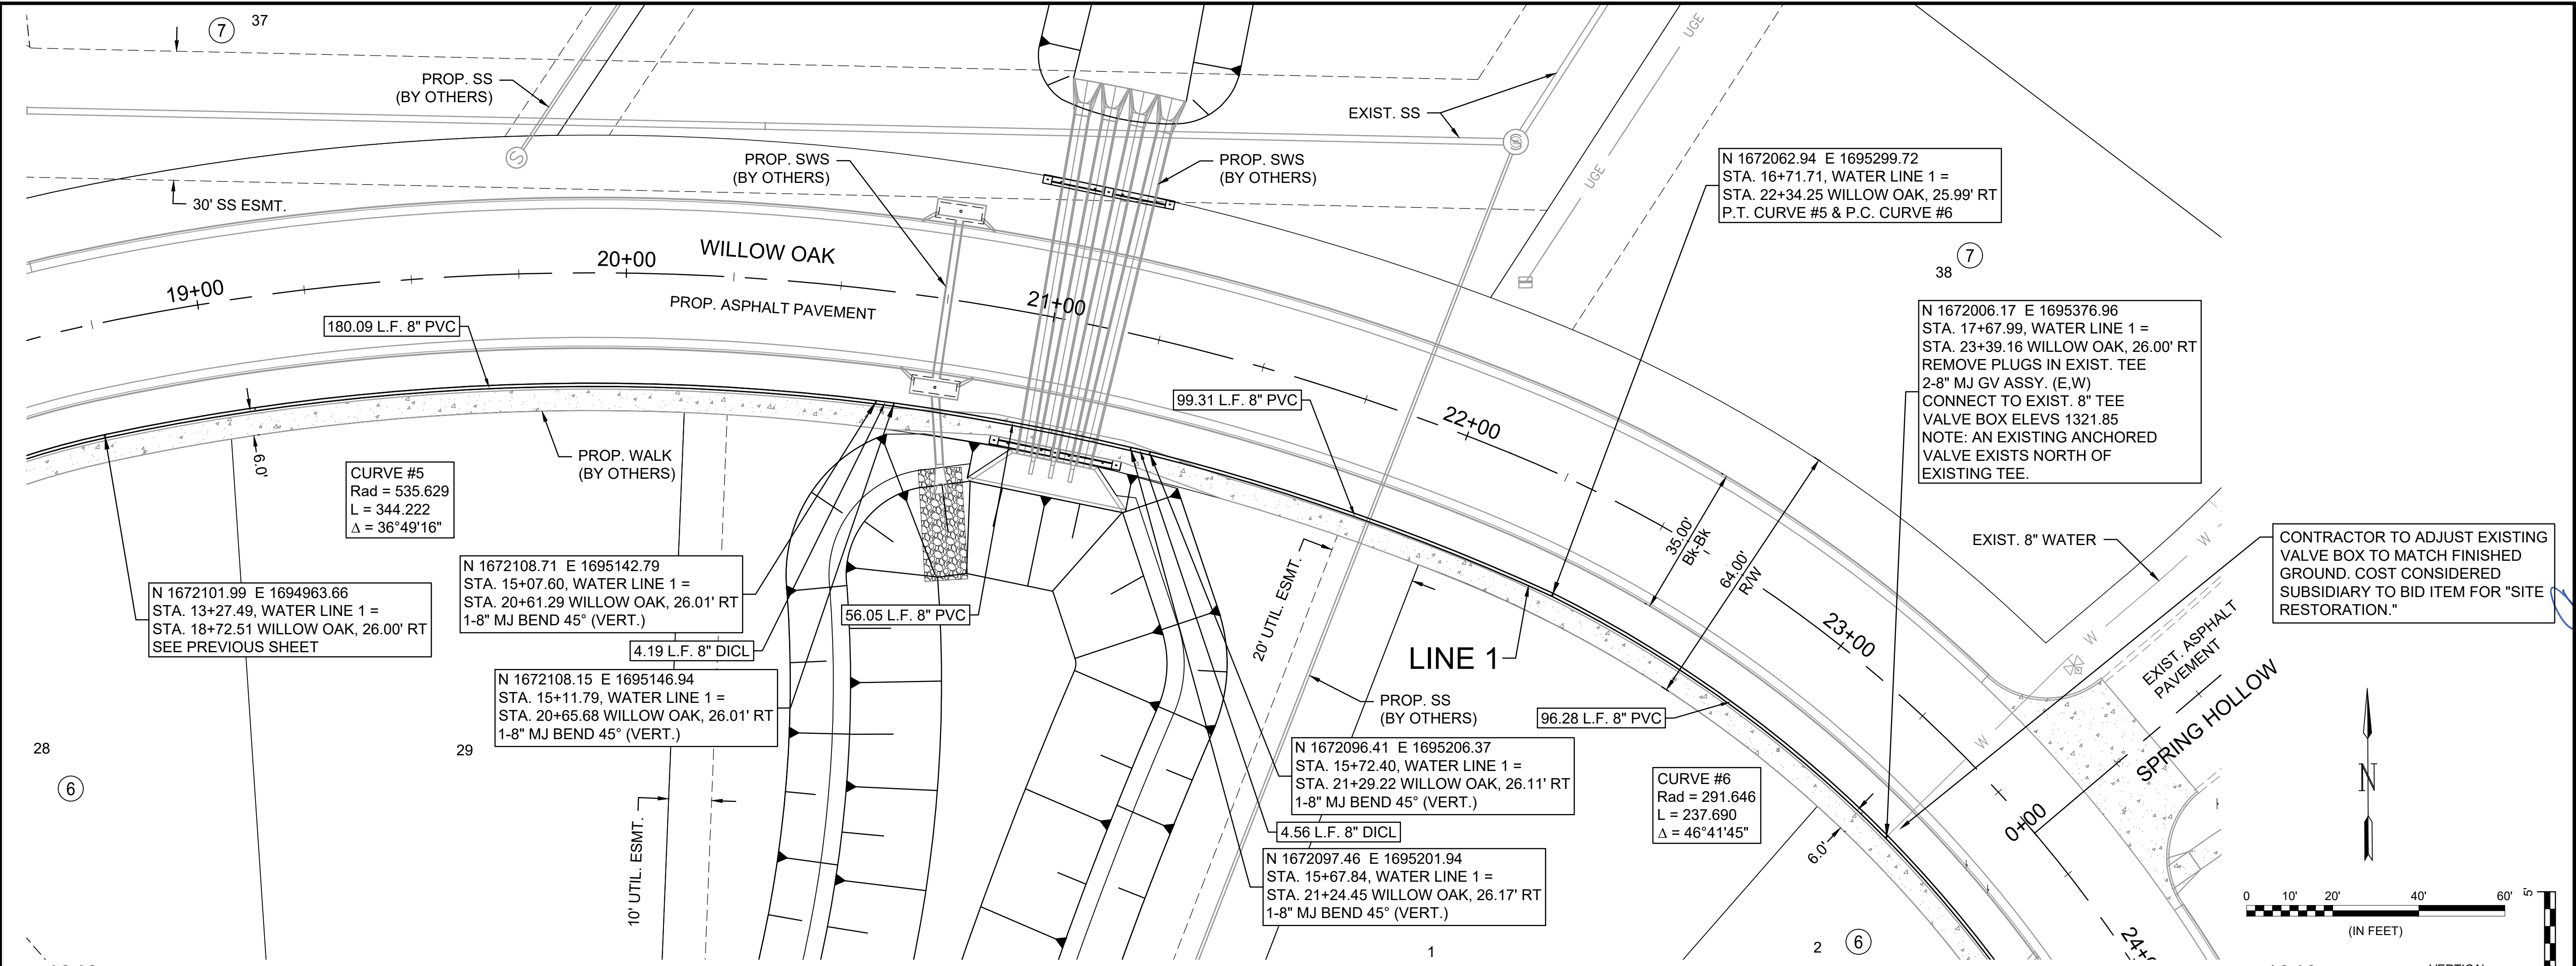 7
37
PROP. SS
(BY OTHERS)
30' SS ESMT.
PROP. SWS
(BY OTHERS)
PROP. SWS
(BY OTHERS)
EXIST. SS
UGE
UGE
S
S
N 1672062.94 E 1695299.72
STA. 16+71.71, WATER LINE 1 =
STA. 22+34.25 WILLOW OAK, 25.99' RT
P.T. CURVE #5 & P.C. CURVE #6
7
38
WILLOW OAK
19+00
20+00
21+00
22+00
23+00
PROP. ASPHALT PAVEMENT
180.09 L.F. 8" PVC
99.31 L.F. 8" PVC
N 1672006.17 E 1695376.96
STA. 17+67.99, WATER LINE 1 =
STA. 23+39.16 WILLOW OAK, 26.00' RT
REMOVE PLUGS IN EXIST. TEE
2-8" MJ GV ASSY. (E,W)
CONNECT TO EXIST. 8" TEE
VALVE BOX ELEVS 1321.85
NOTE: AN EXISTING ANCHORED
VALVE EXISTS NORTH OF
EXISTING TEE.
6.0'
PROP. WALK
(BY OTHERS)
CURVE #5
Rad = 535.629
L = 344.222
Δ = 36°49'16"
35.00'
Bk-Bk
64.00'
R/W
EXIST. 8" WATER
W
W
W
CONTRACTOR TO ADJUST EXISTING
VALVE BOX TO MATCH FINISHED
GROUND. COST CONSIDERED
SUBSIDIARY TO BID ITEM FOR "SITE
RESTORATION."
N 1672101.99 E 1694963.66
STA. 13+27.49, WATER LINE 1 =
STA. 18+72.51 WILLOW OAK, 26.00' RT
SEE PREVIOUS SHEET
N 1672108.71 E 1695142.79
STA. 15+07.60, WATER LINE 1 =
STA. 20+61.29 WILLOW OAK, 26.01' RT
1-8" MJ BEND 45° (VERT.)
56.05 L.F. 8" PVC
4.19 L.F. 8" DICL
N 1672108.15 E 1695146.94
STA. 15+11.79, WATER LINE 1 =
STA. 20+65.68 WILLOW OAK, 26.01' RT
1-8" MJ BEND 45° (VERT.)
20' UTIL. ESMT.
LINE 1
PROP. SS
(BY OTHERS)
96.28 L.F. 8" PVC
EXIST. ASPHALT
PAVEMENT
SPRING HOLLOW
0+00
28
6
29
10' UTIL. ESMT.
N 1672096.41 E 1695206.37
STA. 15+72.40, WATER LINE 1 =
STA. 21+29.22 WILLOW OAK, 26.11' RT
1-8" MJ BEND 45° (VERT.)
4.56 L.F. 8" DICL
N 1672097.46 E 1695201.94
STA. 15+67.84, WATER LINE 1 =
STA. 21+24.45 WILLOW OAK, 26.17' RT
1-8" MJ BEND 45° (VERT.)
CURVE #6
Rad = 291.646
L = 237.690
Δ = 46°41'45"
6.0'
N
0 10' 20' 40' 60'
(IN FEET)
5'
1
2
6